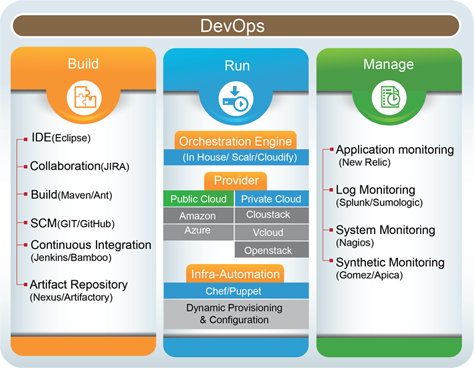 DevOps
Build
IDE(Eclipse)
Collaboration(JIRA)
Build(Maven/Ant)
SCM(GIT/GitHub)
Continuous Integration
(Jenkins/Bamboo)
Artifact Repository
(Nexus/Artifactory)
Run
Orchestration Engine
(In House/ Scalr/Cloudify)
Provider
Public Cloud Private Cloud
Amazon Cloustack
Azure Vcloud
Openstack
Infra-Automation
Chef/Puppet
Dynamic Provisioning
& Configuration
Manage
Application monitoring
(New Relic)
Log Monitoring
(Splunk/Sumologic)
System Monitoring
(Nagios)
Synthetic Monitoring
(Gomez/Apica)